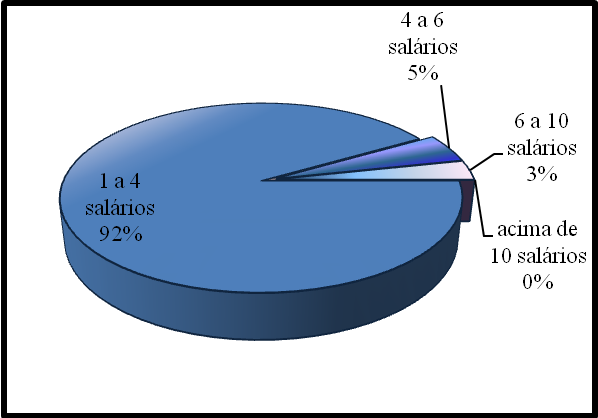 4 a 6
salários
5%
6 a 10
salários
3%
1 a 4
salários
92%
acima de
10 salários
0%